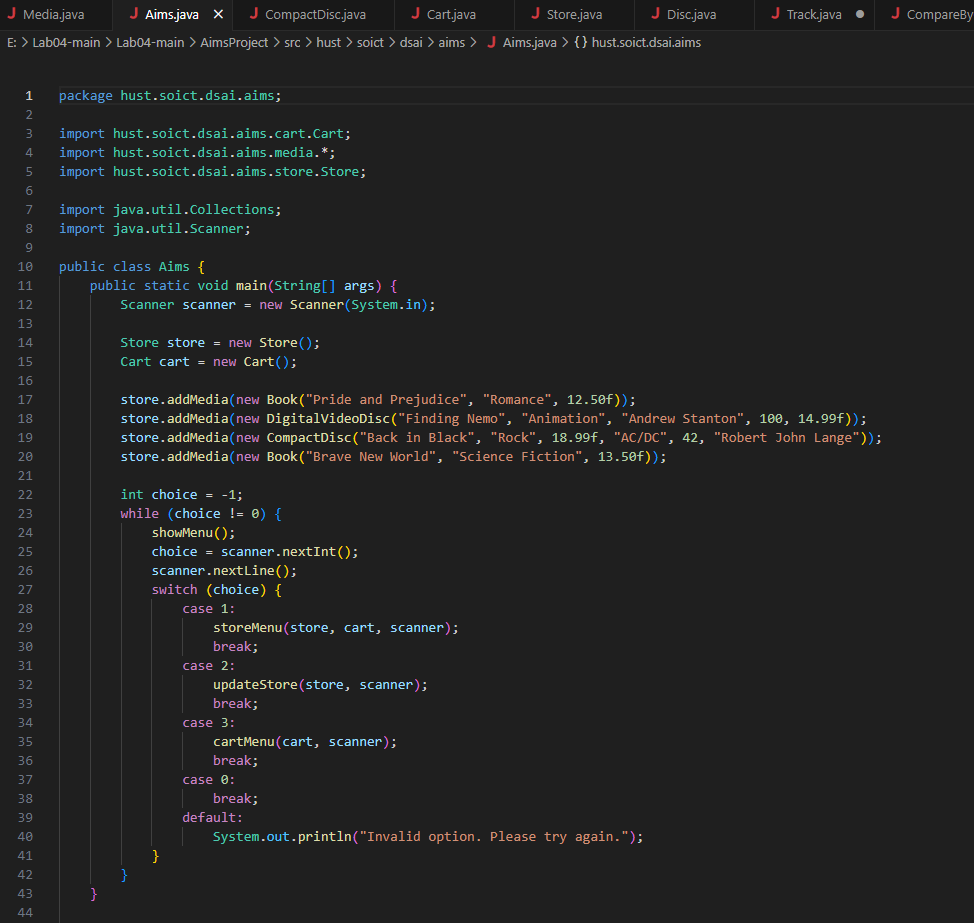 Media.java Aims.java CompactDisc.java Cart.java Store.java Disc.java Track.java CompareBy
E: > Lab04-main > Lab04-main > AimsProject > src > hust > soict > dsai > aims > Aims.java > {} hust.soict.dsai.aims
1 package hust.soict.dsai.aims;
2
3 import hust.soict.dsai.aims.cart.Cart;
4 import hust.soict.dsai.aims.media.*;
5 import hust.soict.dsai.aims.store.Store;
6
7 import java.util.Collections;
8 import java.util.Scanner;
9
10 public class Aims {
11     public static void main(String[] args) {
12         Scanner scanner = new Scanner(System.in);
13
14         Store store = new Store();
15         Cart cart = new Cart();
16
17         store.addMedia(new Book("Pride and Prejudice", "Romance", 12.50f));
18         store.addMedia(new DigitalVideoDisc("Finding Nemo", "Animation", "Andrew Stanton", 100, 14.99f));
19         store.addMedia(new CompactDisc("Back in Black", "Rock", 18.99f, "AC/DC", 42, "Robert John Lange"));
20         store.addMedia(new Book("Brave New World", "Science Fiction", 13.50f));
21
22         int choice = -1;
23         while (choice != 0) {
24             showMenu();
25             choice = scanner.nextInt();
26             scanner.nextLine();
27             switch (choice) {
28                 case 1:
29                     storeMenu(store, cart, scanner);
30                     break;
31                 case 2:
32                     updateStore(store, scanner);
33                     break;
34                 case 3:
35                     cartMenu(cart, scanner);
36                     break;
37                 case 0:
38                     break;
39                 default:
40                     System.out.println("Invalid option. Please try again.");
41             }
42         }
43     }
44